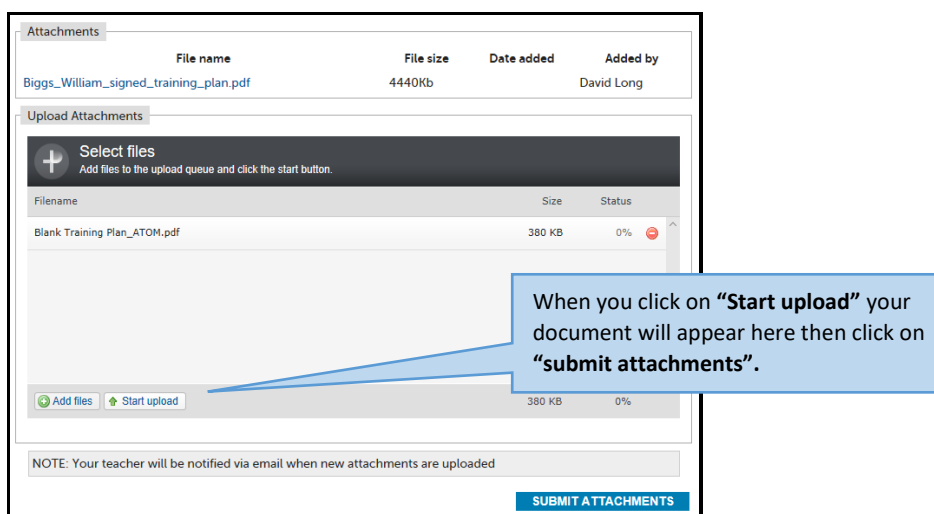 Attachments
File name File size Date added Added by
Biggs_William_signed_training_plan.pdf 4440Kb David Long
Upload Attachments
Select files
Add files to the upload queue and click the start button.
Filename Size Status
Blank Training Plan_ATOM.pdf 380 KB 0%
When you click on “Start upload” your
document will appear here then click on
“submit attachments”.
Add files Start upload 380 KB 0%
NOTE: Your teacher will be notified via email when new attachments are uploaded
SUBMIT ATTACHMENTS